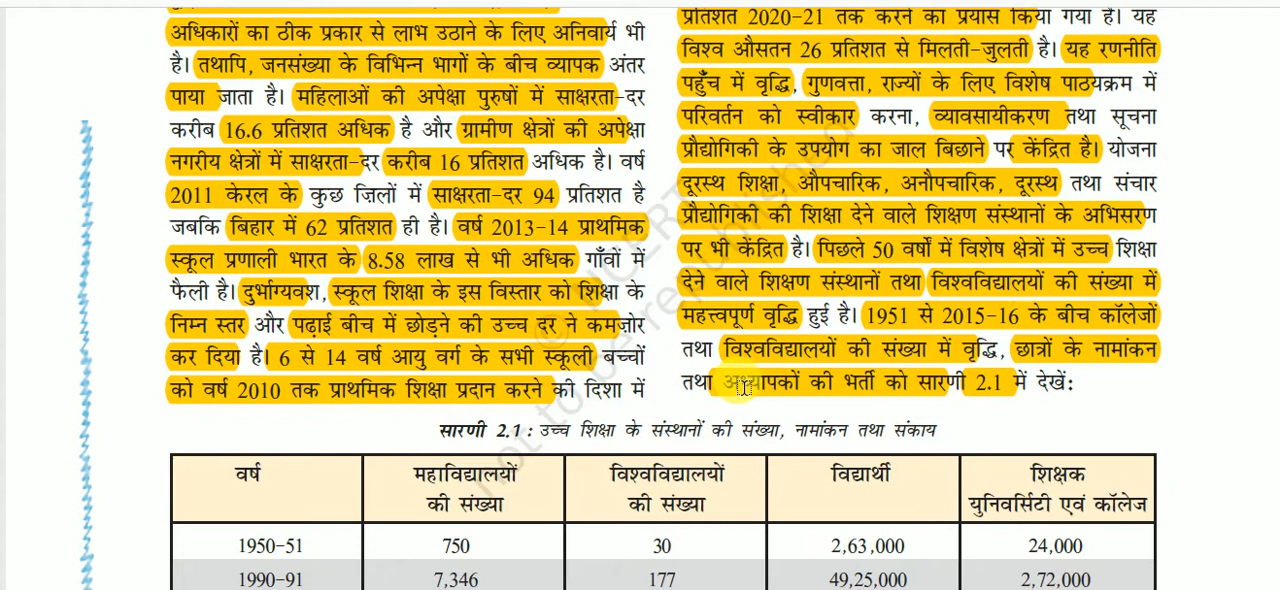 अधिकारों का ठीक प्रकार से लाभ उठाने के लिए अनिवार्य भी
है। तथापि, जनसंख्या के विभिन्न भागों के बीच व्यापक अंतर
पाया जाता है। महिलाओं की अपेक्षा पुरुषों में साक्षरता-दर
करीब 16.6 प्रतिशत अधिक है और ग्रामीण क्षेत्रों की अपेक्षा
नगरीय क्षेत्रों में साक्षरता-दर करीब 16 प्रतिशत अधिक है। वर्ष
2011 केरल के कुछ ज़िलों में साक्षरता-दर 94 प्रतिशत है
जबकि बिहार में 62 प्रतिशत ही है। वर्ष 2013-14 प्राथमिक
स्कूल प्रणाली भारत के 8.58 लाख से भी अधिक गाँवों में
फैली है। दुर्भाग्यवश, स्कूल शिक्षा के इस विस्तार को शिक्षा के
निम्न स्तर और पढ़ाई बीच में छोड़ने की उच्च दर ने कमज़ोर
कर दिया है। 6 से 14 वर्ष आयु वर्ग के सभी स्कूली बच्चों
को वर्ष 2010 तक प्राथमिक शिक्षा प्रदान करने की दिशा में
प्रतिशत 2020-21 तक करने का प्रयास किया गया है। यह
विश्व औसतन 26 प्रतिशत से मिलती-जुलती है। यह रणनीति
पहुँच में वृद्धि, गुणवत्ता, राज्यों के लिए विशेष पाठयक्रम में
परिवर्तन को स्वीकार करना, व्यावसायीकरण तथा सूचना
प्रौद्योगिकी के उपयोग का जाल बिछाने पर केंद्रित है। योजना
दूरस्थ शिक्षा, औपचारिक, अनौपचारिक, दूरस्थ तथा संचार
प्रौद्योगिकी की शिक्षा देने वाले शिक्षण संस्थानों के अभिसरण
पर भी केंद्रित है। पिछले 50 वर्षों में विशेष क्षेत्रों में उच्च शिक्षा
देने वाले शिक्षण संस्थानों तथा विश्वविद्यालयों की संख्या में
महत्त्वपूर्ण वृद्धि हुई है। 1951 से 2015-16 के बीच कॉलेजों
तथा विश्वविद्यालयों की संख्या में वृद्धि, छात्रों के नामांकन
तथा अध्यापकों की भर्ती को सारणी 2.1 में देखें:
सारणी 2.1 : उच्च शिक्षा के संस्थानों की संख्या, नामांकन तथा संकाय
वर्ष महाविद्यालयों विश्वविद्यालयों विद्यार्थी शिक्षक
की संख्या की संख्या युनिवर्सिटी एवं कॉलेज
1950-51 750 30 2,63,000 24,000
1990-91 7,346 177 49,25,000 2,72,000